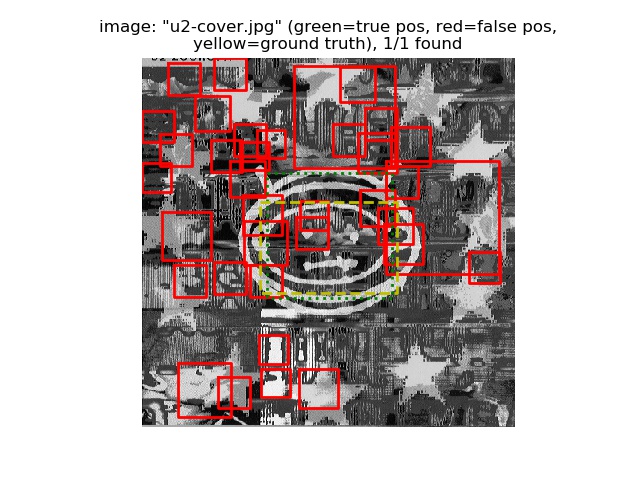 image: "u2-cover.jpg" (green=true pos, red=false pos,
yellow=ground truth), 1/1 found